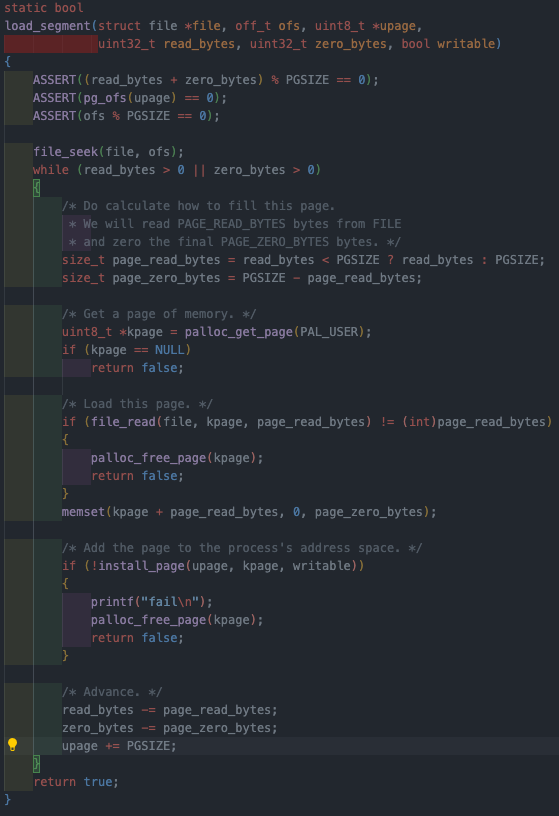 static bool
load_segment(struct file *file, off_t ofs, uint8_t *upage,
             uint32_t read_bytes, uint32_t zero_bytes, bool writable)
{
    ASSERT((read_bytes + zero_bytes) % PGSIZE == 0);
    ASSERT(pg_ofs(upage) == 0);
    ASSERT(ofs % PGSIZE == 0);

    file_seek(file, ofs);
    while (read_bytes > 0 || zero_bytes > 0)
    {
        /* Do calculate how to fill this page.
         * We will read PAGE_READ_BYTES bytes from FILE
         * and zero the final PAGE_ZERO_BYTES bytes. */
        size_t page_read_bytes = read_bytes < PGSIZE ? read_bytes : PGSIZE;
        size_t page_zero_bytes = PGSIZE - page_read_bytes;

        /* Get a page of memory. */
        uint8_t *kpage = palloc_get_page(PAL_USER);
        if (kpage == NULL)
            return false;

        /* Load this page. */
        if (file_read(file, kpage, page_read_bytes) != (int)page_read_bytes)
        {
            palloc_free_page(kpage);
            return false;
        }
        memset(kpage + page_read_bytes, 0, page_zero_bytes);

        /* Add the page to the process's address space. */
        if (!install_page(upage, kpage, writable))
        {
            printf("fail\n");
            palloc_free_page(kpage);
            return false;
        }

        /* Advance. */
        read_bytes -= page_read_bytes;
        zero_bytes -= page_zero_bytes;
        upage += PGSIZE;
    }
    return true;
}